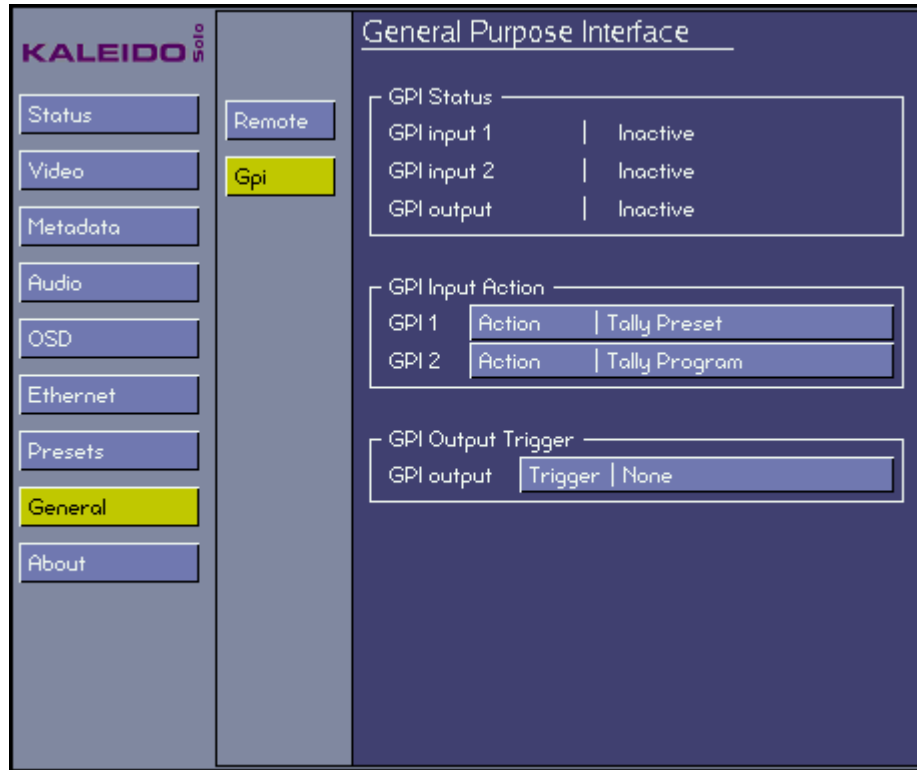 KALEIDO Solo
Status
Video
Metadata
Audio
OSD
Ethernet
Presets
General
About
Remote
Gpi
General Purpose Interface
GPI Status
GPI input 1 | Inactive
GPI input 2 | Inactive
GPI output | Inactive
GPI Input Action
GPI 1 Action | Tally Preset
GPI 2 Action | Tally Program
GPI Output Trigger
GPI output Trigger | None